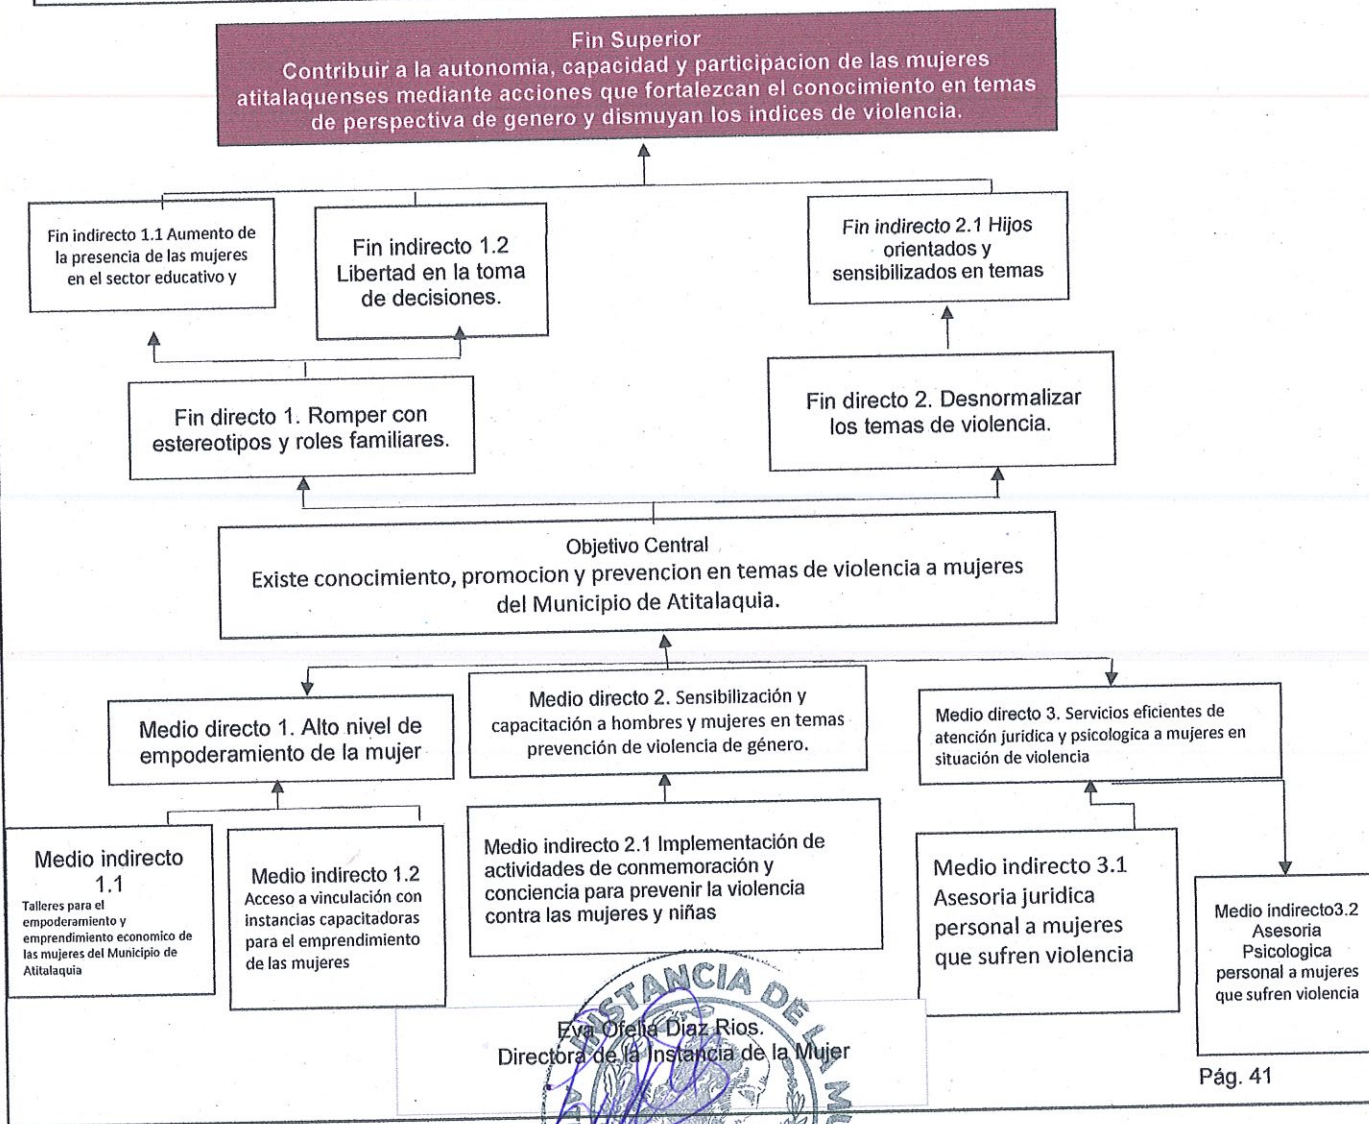 Fin Superior
Contribuir a la autonomia, capacidad y participacion de las mujeres
atitalaquenses mediante acciones que fortalezcan el conocimiento en temas
de perspectiva de genero y dismuyan los indices de violencia.
Fin indirecto 1.1 Aumento de
la presencia de las mujeres
en el sector educativo y
Fin indirecto 1.2
Libertad en la toma
de decisiones.
Fin indirecto 2.1 Hijos
orientados y
sensibilizados en temas
Fin directo 1. Romper con
estereotipos y roles familiares.
Fin directo 2. Desnormalizar
los temas de violencia.
Objetivo Central
Existe conocimiento, promocion y prevencion en temas de violencia a mujeres
del Municipio de Atitalaquia.
Medio directo 1. Alto nivel de
empoderamiento de la mujer
Medio directo 2. Sensibilización y
capacitación a hombres y mujeres en temas
prevención de violencia de género.
Medio directo 3. Servicios eficientes de
atención juridica y psicologica a mujeres en
situación de violencia
Medio indirecto
1.1
Talleres para el
empoderamiento y
emprendimiento economico de
las mujeres del Municipio de
Atitalaquia
Medio indirecto 1.2
Acceso a vinculación con
instancias capacitadoras
para el emprendimiento
de las mujeres
Medio indirecto 2.1 Implementación de
actividades de conmemoración y
conciencia para prevenir la violencia
contra las mujeres y niñas
Medio indirecto 3.1
Asesoria juridica
personal a mujeres
que sufren violencia
Medio indirecto3.2
Asesoria
Psicologica
personal a mujeres
que sufren violencia
INSTANCIA DE LA
Eva Ofelia Diaz Rios.
Directora de la Instancia de la Mujer
Pág. 41